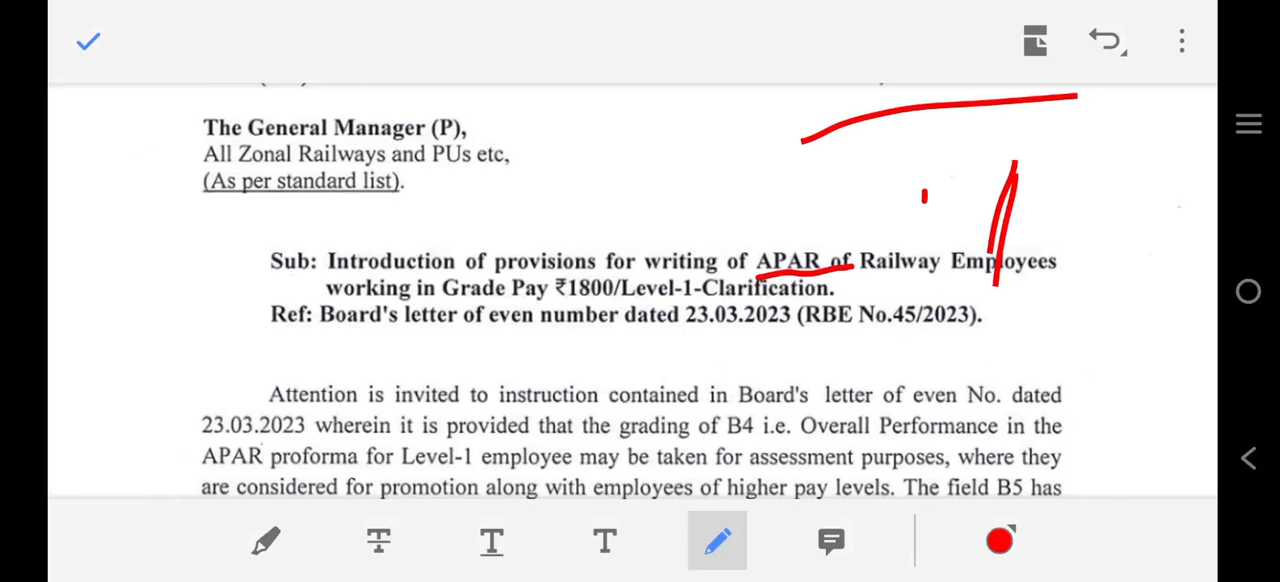 The General Manager (P),
All Zonal Railways and PUs etc,
(As per standard list).
Sub: Introduction of provisions for writing of APAR of Railway Employees
working in Grade Pay ₹1800/Level-1-Clarification.
Ref: Board's letter of even number dated 23.03.2023 (RBE No.45/2023).
Attention is invited to instruction contained in Board's letter of even No. dated
23.03.2023 wherein it is provided that the grading of B4 i.e. Overall Performance in the
APAR proforma for Level-1 employee may be taken for assessment purposes, where they
are considered for promotion along with employees of higher pay levels. The field B5 has